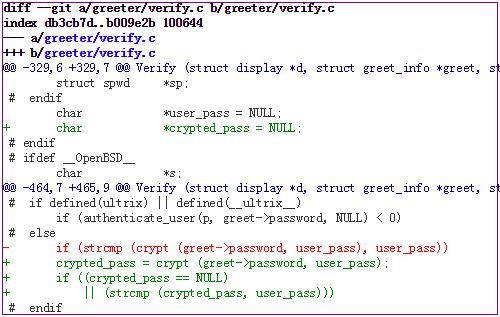 diff --git a/greeter/verify.c b/greeter/verify.c
index db3cb7d..b009e2b 100644
--- a/greeter/verify.c
+++ b/greeter/verify.c
@@ -329,6 +329,7 @@ Verify (struct display *d, struct greet_info *greet, st
struct spwd *sp;
# endif
char *user_pass = NULL;
+ char *crypted_pass = NULL;
# endif
# ifdef __OpenBSD__
char *s;
@@ -464,7 +465,9 @@ Verify (struct display *d, struct greet_info *greet, st
# if defined(ultrix) || defined(__ultrix__)
if (authenticate_user(p, greet->password, NULL) < 0)
# else
- if (strcmp (crypt (greet->password, user_pass), user_pass))
+ crypted_pass = crypt (greet->password, user_pass);
+ if ((crypted_pass == NULL)
+ || (strcmp (crypted_pass, user_pass)))
# endif